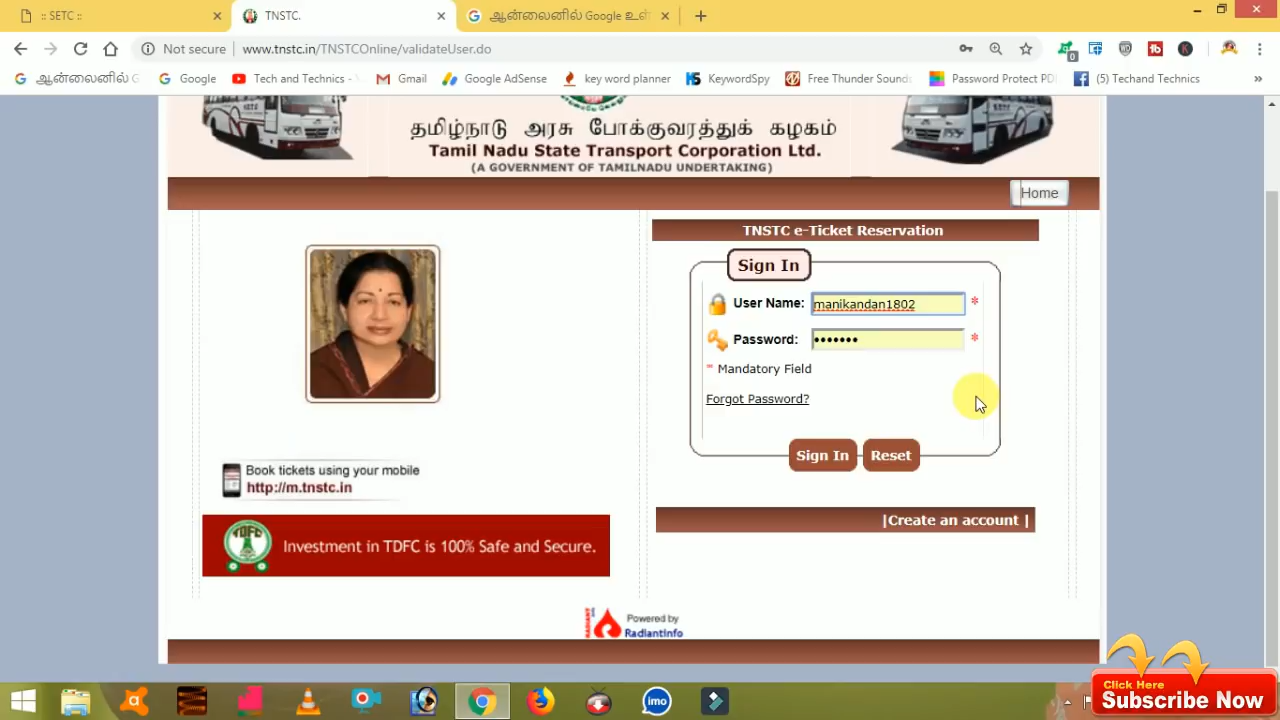 :: SETC ::
TNSTC.
ஆன்லைனில் Google உள்
Not secure
www.tnstc.in/TNSTCOnline/validateUser.do
ஆன்லைனில் G
Google
Tech and Technics -
Gmail
Google AdSense
key word planner
KeywordSpy
Free Thunder Sound
Password Protect PD
(5) Techand Technics
»
தமிழ்நாடு அரசு போக்குவரத்துக் கழகம்
Tamil Nadu State Transport Corporation Ltd.
(A GOVERNMENT OF TAMILNADU UNDERTAKING)
Home
TNSTC e-Ticket Reservation
Sign In
User Name: manikandan1802 *
Password: ••••••• *
* Mandatory Field
Forgot Password?
Sign In Reset
Book tickets using your mobile
http://m.tnstc.in
|Create an account |
TDFC
Investment in TDFC is 100% Safe and Secure.
Powered by
Radiantinfo
imo
Click Here
Subscribe Now